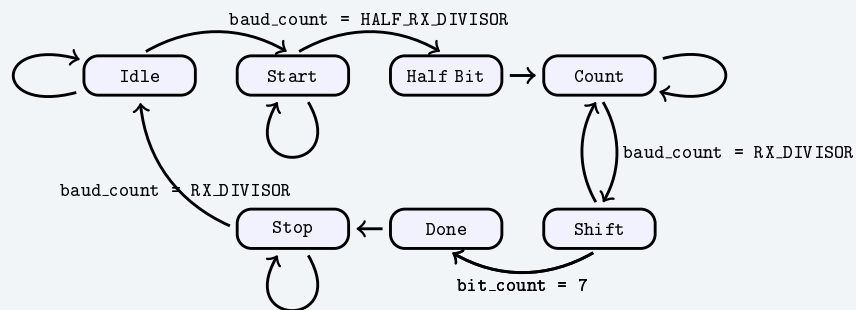 baud_count = HALF_RX_DIVISOR
Idle
Start
Half Bit
Count
baud_count = RX_DIVISOR
baud_count = RX_DIVISOR
Stop
Done
Shift
bit_count = 7